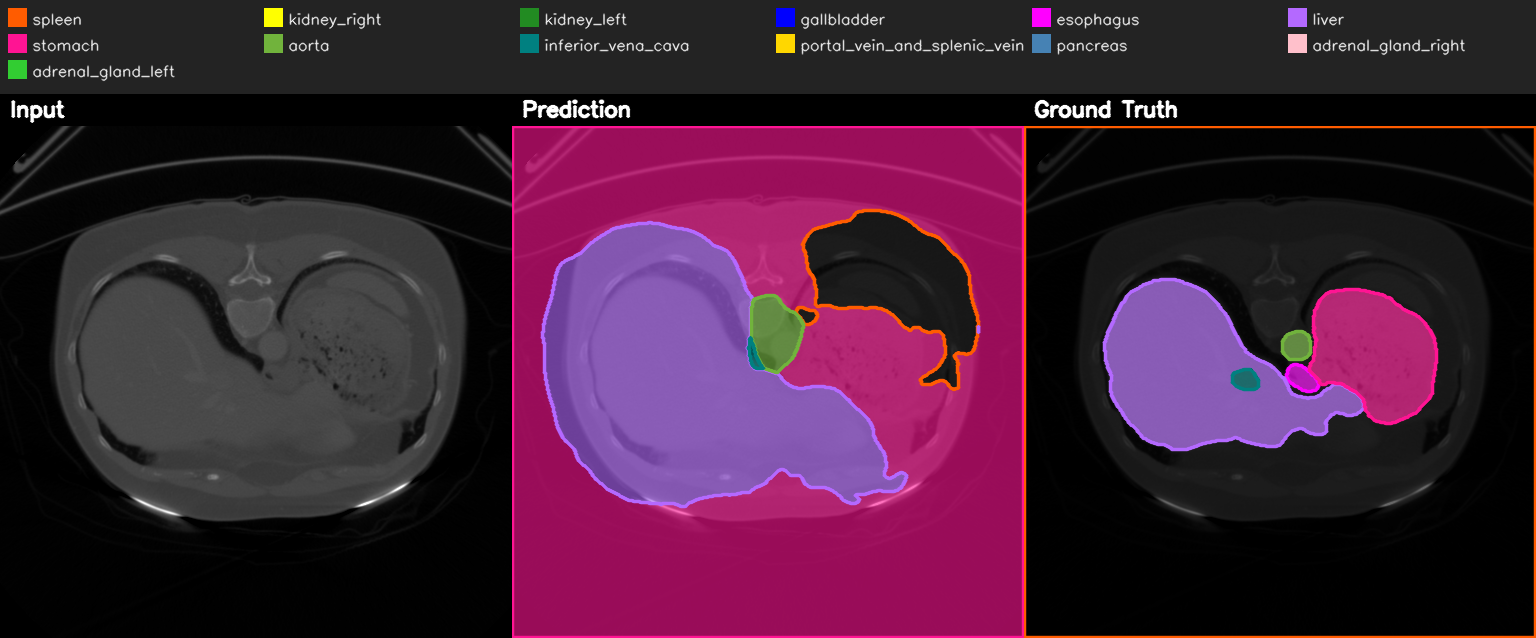 spleen kidney_right kidney_left gallbladder esophagus liver
stomach aorta inferior_vena_cava portal_vein_and_splenic_vein pancreas adrenal_gland_right
adrenal_gland_left
Input Prediction Ground Truth